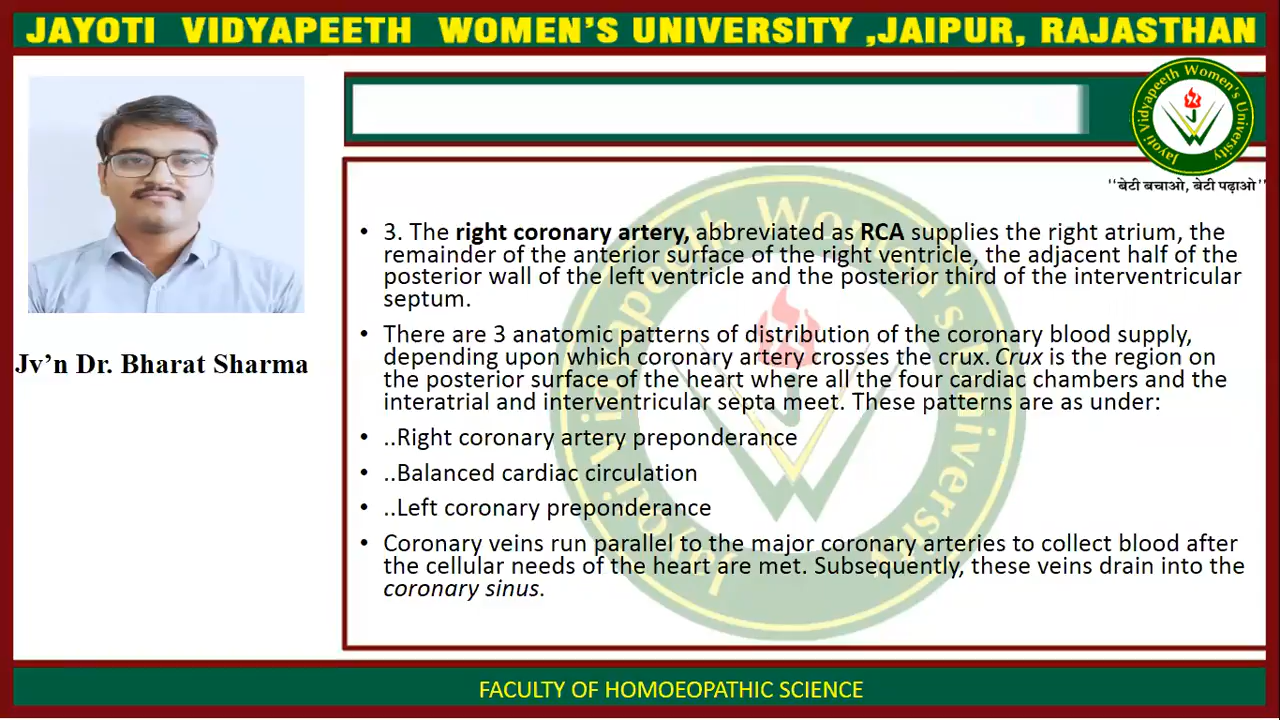 JAYOTI VIDYAPEETH WOMEN'S UNIVERSITY ,JAIPUR, RAJASTHAN
Jayoti Vidyapeeth Women's University
"बेटी बचाओ, बेटी पढ़ाओ"
Jv'n Dr. Bharat Sharma
• 3. The right coronary artery, abbreviated as RCA supplies the right atrium, the
remainder of the anterior surface of the right ventricle, the adjacent half of the
posterior wall of the left ventricle and the posterior third of the interventricular
septum.
• There are 3 anatomic patterns of distribution of the coronary blood supply,
depending upon which coronary artery crosses the crux. Crux is the region on
the posterior surface of the heart where all the four cardiac chambers and the
interatrial and interventricular septa meet. These patterns are as under:
• ..Right coronary artery preponderance
• ..Balanced cardiac circulation
• ..Left coronary preponderance
• Coronary veins run parallel to the major coronary arteries to collect blood after
the cellular needs of the heart are met. Subsequently, these veins drain into the
coronary sinus.
Jayoti Vidyapeeth Women's University
FACULTY OF HOMOEOPATHIC SCIENCE